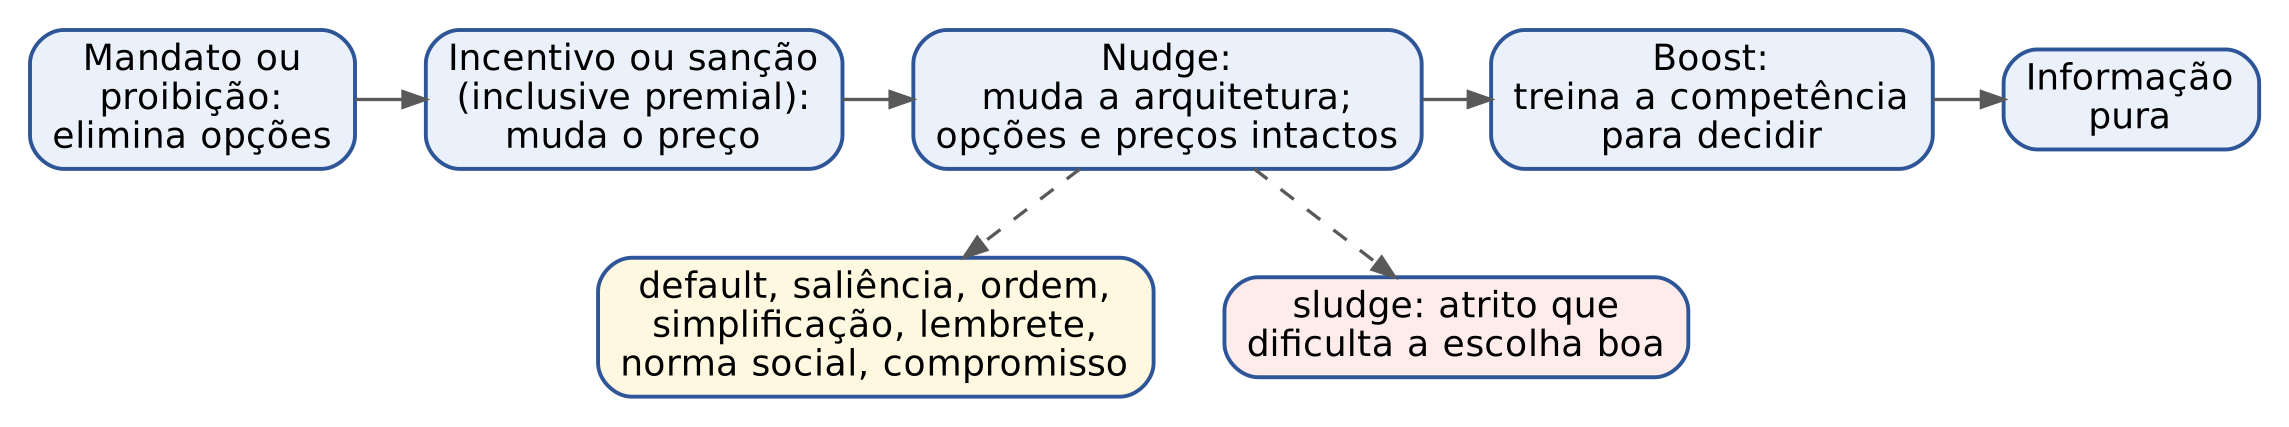 Mandato ou
proibição:
elimina opções
Incentivo ou sanção
(inclusive premial):
muda o preço
Nudge:
muda a arquitetura;
opções e preços intactos
Boost:
treina a competência
para decidir
Informação
pura
default, saliência, ordem,
simplificação, lembrete,
norma social, compromisso
sludge: atrito que
dificulta a escolha boa